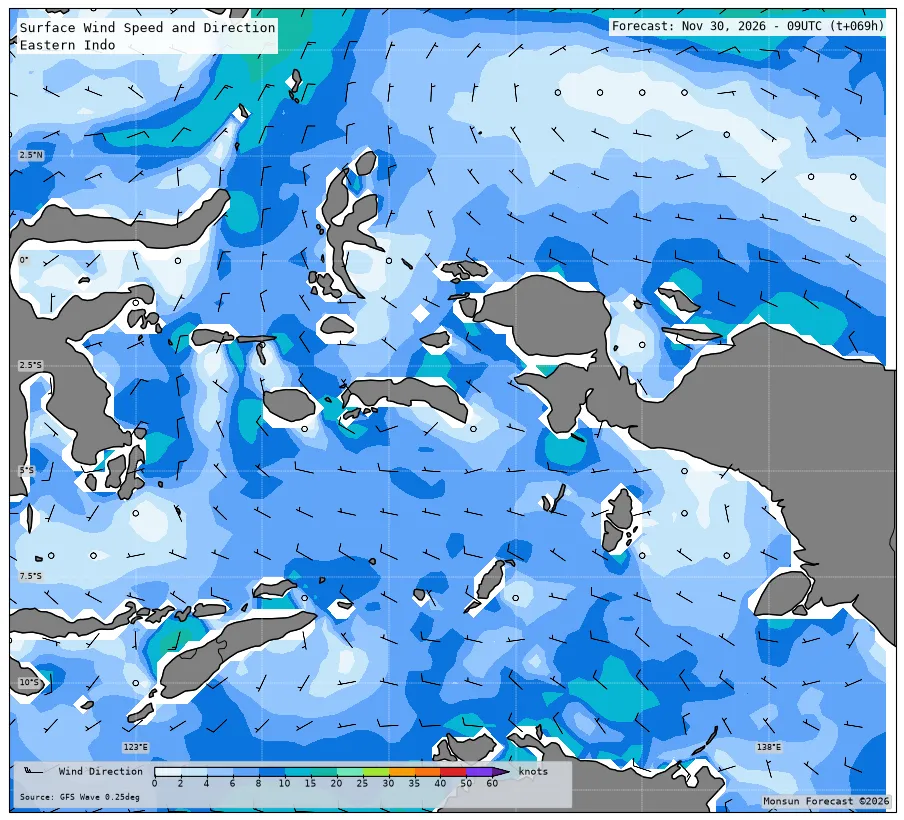 Surface Wind Speed and Direction
Eastern Indo
Forecast: Nov 30, 2026 - 09UTC (t+069h)
2.5°N
0°
2.5°S
5°S
7.5°S
10°S
123°E
138°E
Wind Direction
0 2 4 6 8 10 15 20 25 30 35 40 50 60 knots
Source: GFS Wave 0.25deg
Monsun Forecast ©2026